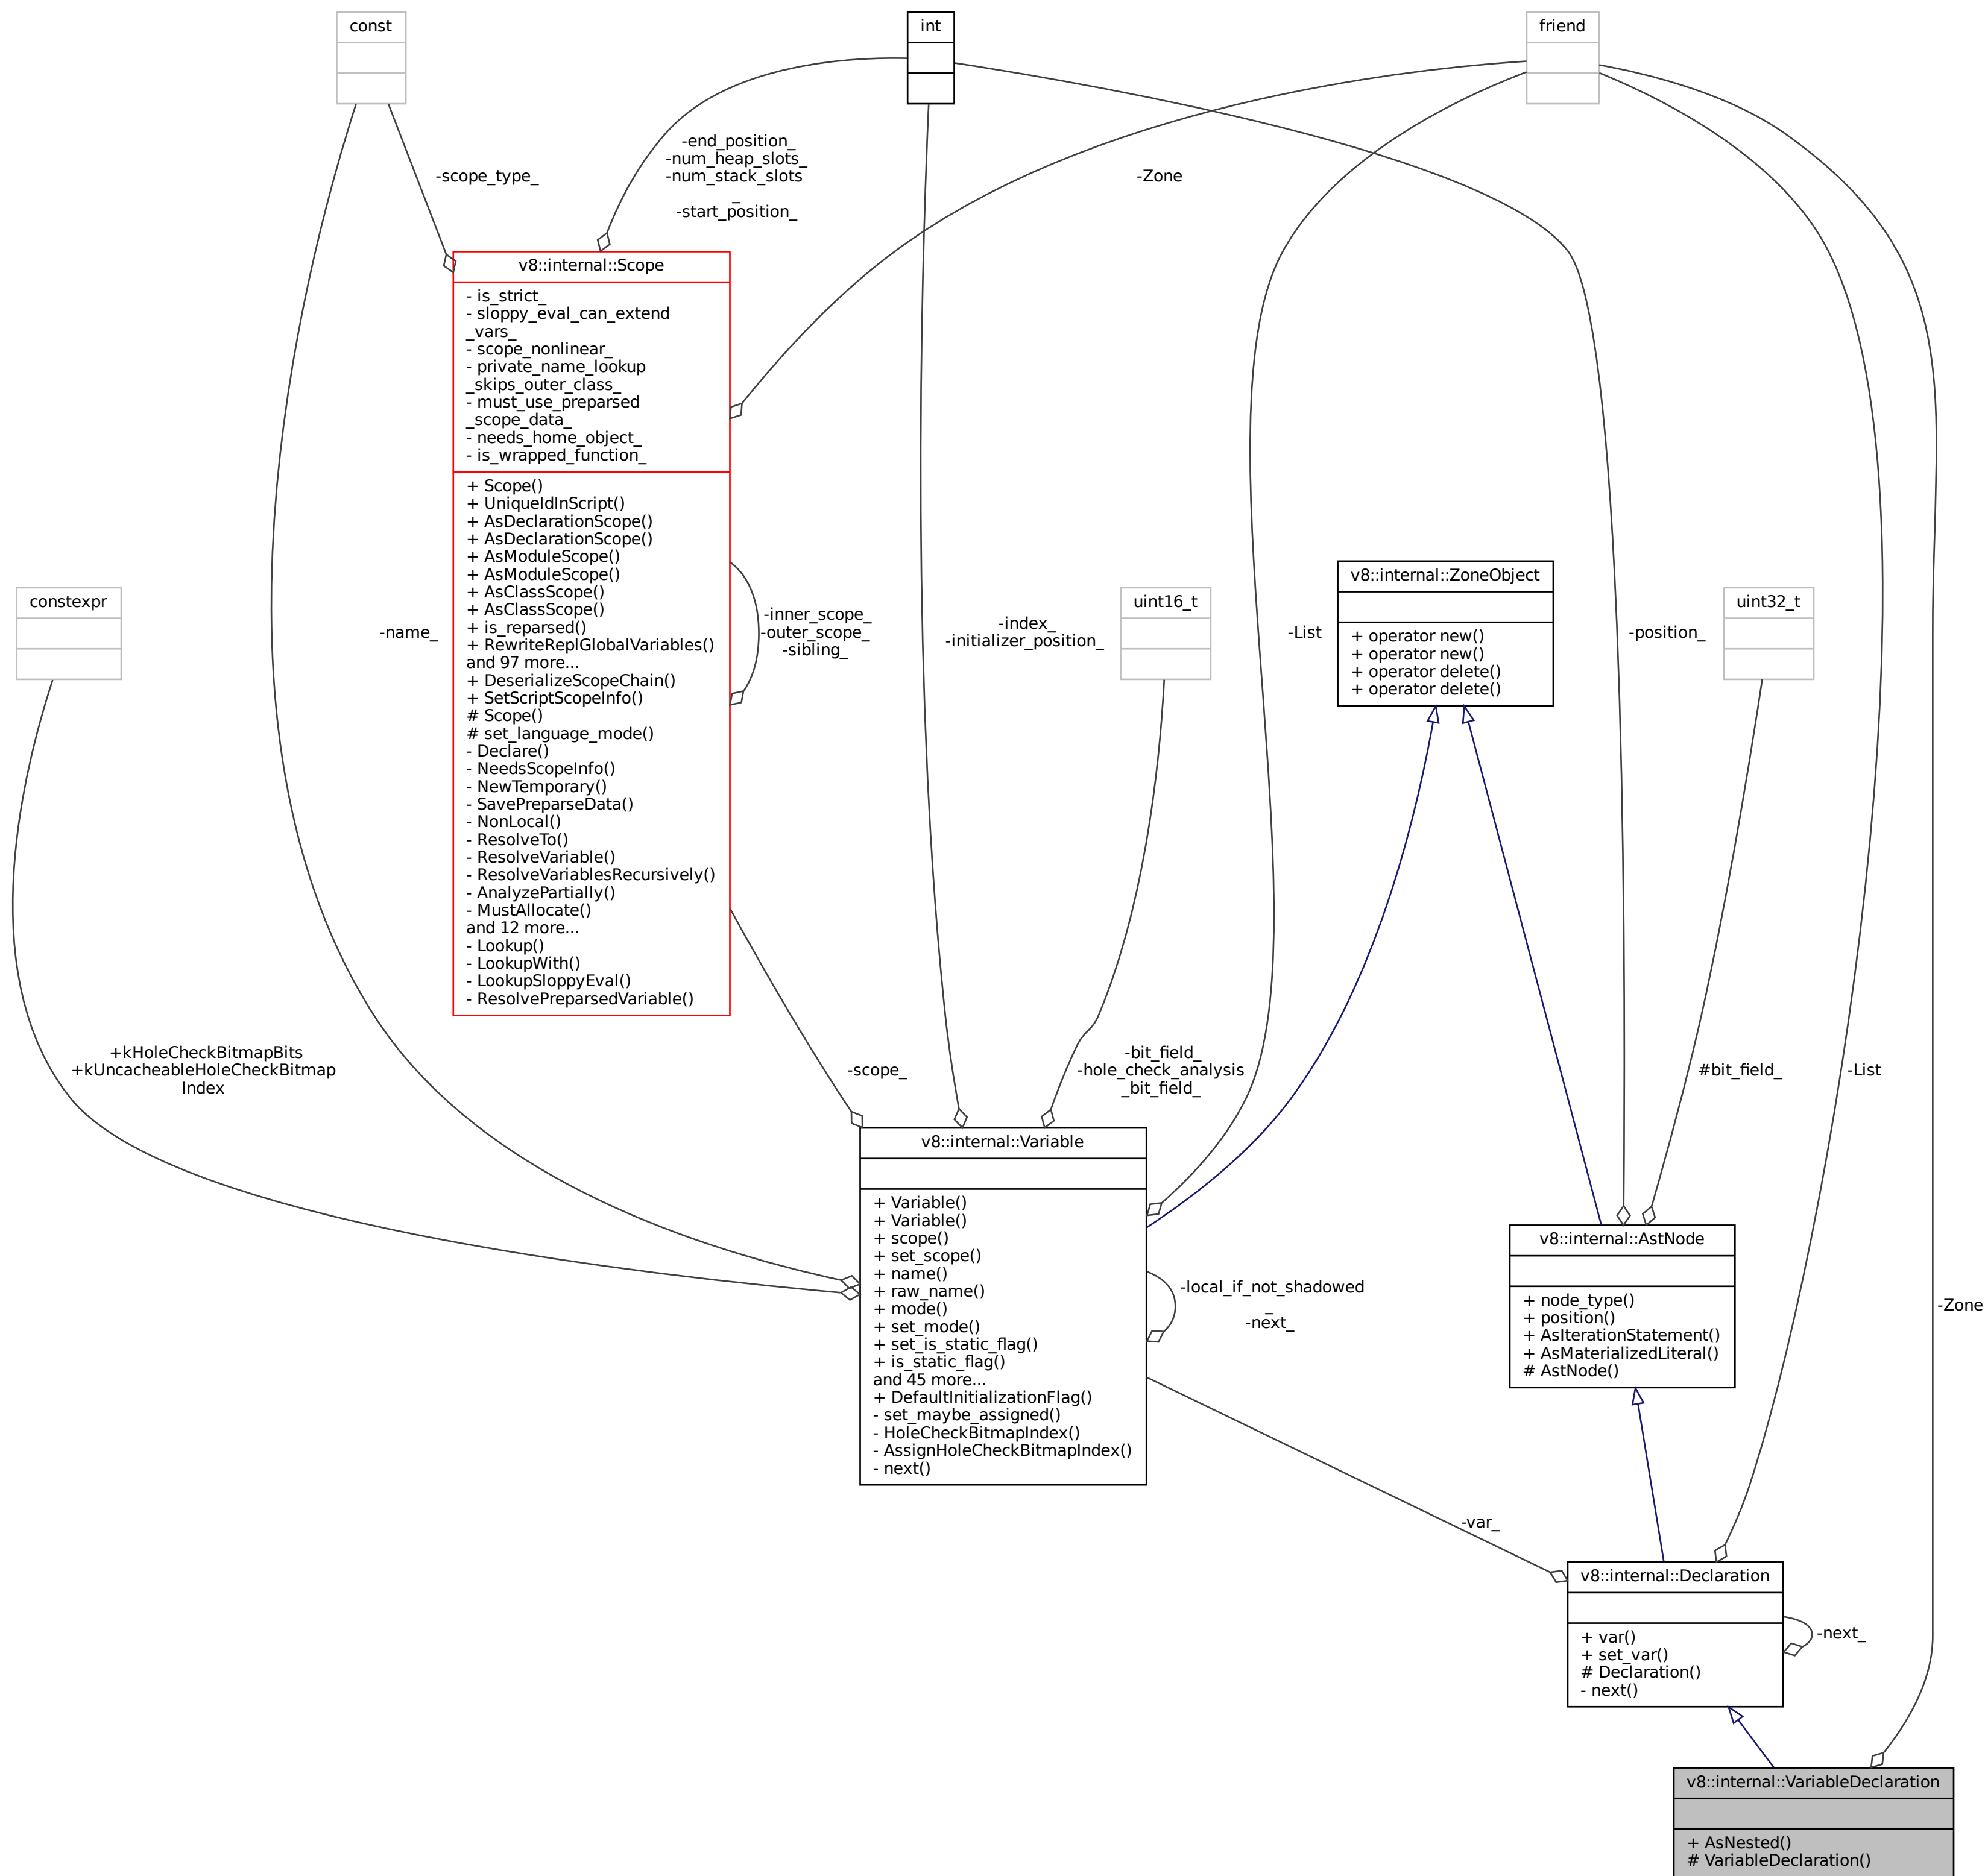 const
int
friend
-scope_type_
-end_position_
-num_heap_slots_
-num_stack_slots
_
-start_position_
-Zone
v8::internal::Scope
- is_strict_
- sloppy_eval_can_extend
_vars_
- scope_nonlinear_
- private_name_lookup
_skips_outer_class_
- must_use_preparsed
_scope_data_
- needs_home_object_
- is_wrapped_function_
+ Scope()
+ UniqueIdInScript()
+ AsDeclarationScope()
+ AsDeclarationScope()
+ AsModuleScope()
+ AsModuleScope()
+ AsClassScope()
+ AsClassScope()
+ is_reparsed()
+ RewriteReplGlobalVariables()
and 97 more...
+ DeserializeScopeChain()
+ SetScriptScopeInfo()
# Scope()
# set_language_mode()
- Declare()
- NeedsScopeInfo()
- NewTemporary()
- SavePreparseData()
- NonLocal()
- ResolveTo()
- ResolveVariable()
- ResolveVariablesRecursively()
- AnalyzePartially()
- MustAllocate()
and 12 more...
- Lookup()
- LookupWith()
- LookupSloppyEval()
- ResolvePreparsedVariable()
constexpr
-name_
-inner_scope_
-outer_scope_
-sibling_
-index_
-initializer_position_
uint16_t
-List
v8::internal::ZoneObject
+ operator new()
+ operator new()
+ operator delete()
+ operator delete()
-position_
uint32_t
+kHoleCheckBitmapBits
+kUncacheableHoleCheckBitmap
Index
-scope_
-bit_field_
-hole_check_analysis
_bit_field_
#bit_field_
-List
v8::internal::Variable
+ Variable()
+ Variable()
+ scope()
+ set_scope()
+ name()
+ raw_name()
+ mode()
+ set_mode()
+ set_is_static_flag()
+ is_static_flag()
and 45 more...
+ DefaultInitializationFlag()
- set_maybe_assigned()
- HoleCheckBitmapIndex()
- AssignHoleCheckBitmapIndex()
- next()
-local_if_not_shadowed
_
-next_
v8::internal::AstNode
+ node_type()
+ position()
+ AsIterationStatement()
+ AsMaterializedLiteral()
# AstNode()
-Zone
-var_
v8::internal::Declaration
+ var()
+ set_var()
# Declaration()
- next()
-next_
v8::internal::VariableDeclaration
+ AsNested()
# VariableDeclaration()